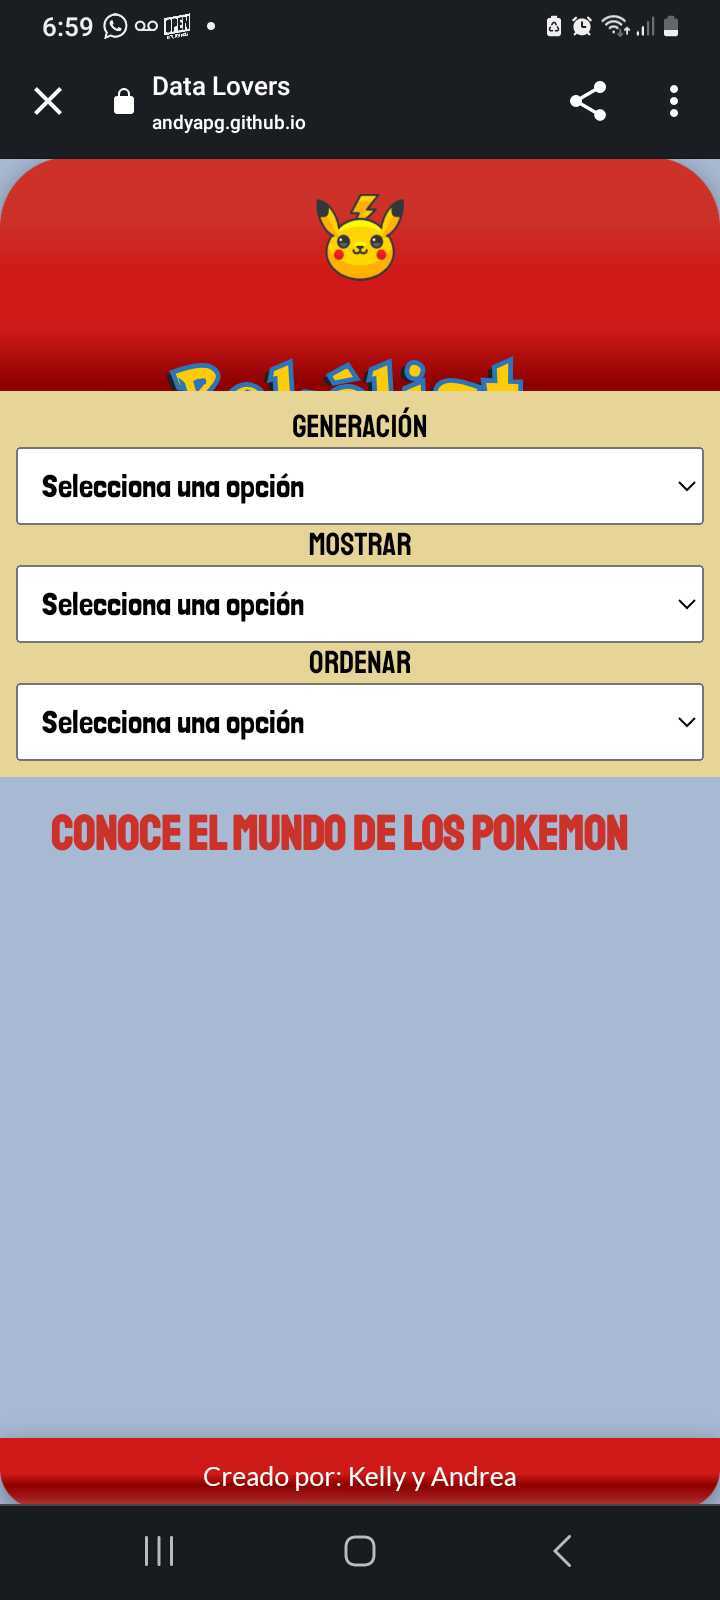 6:59
OPEN
Data Lovers
andyapg.github.io
GENERACIÓN
Selecciona una opción
MOSTRAR
Selecciona una opción
ORDENAR
Selecciona una opción
CONOCE EL MUNDO DE LOS POKEMON
Creado por: Kelly y Andrea